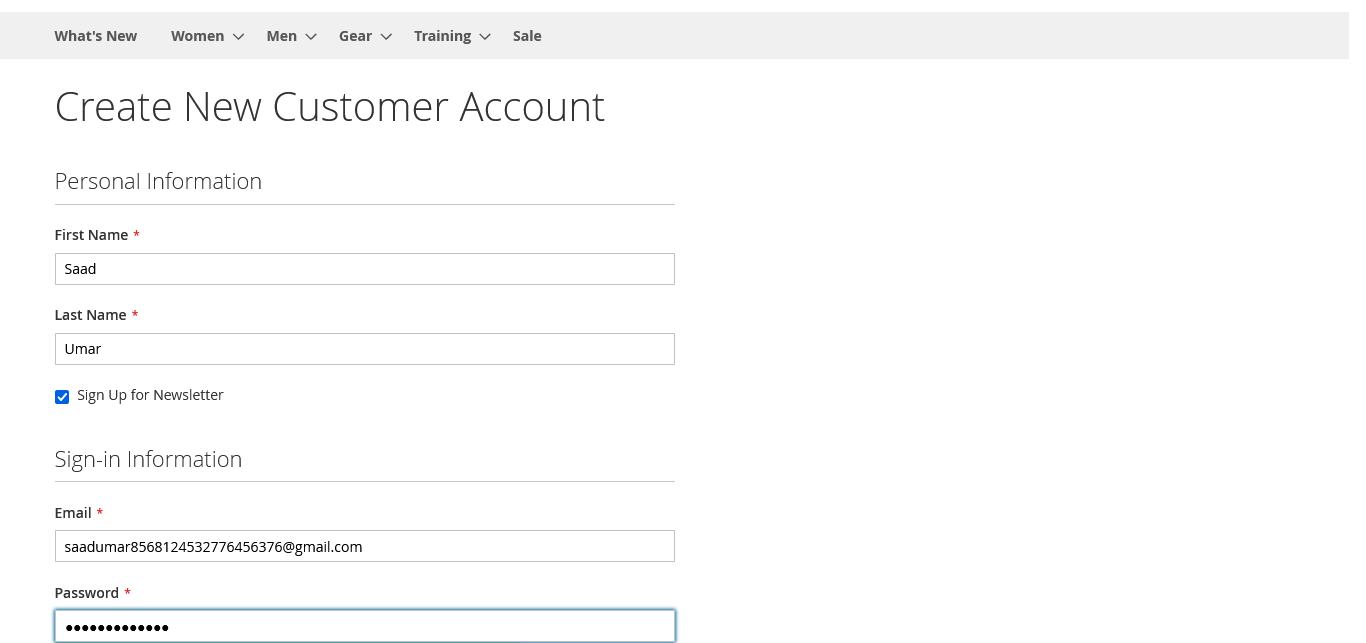 What's New Women Men Gear Training Sale
Create New Customer Account
Personal Information
First Name *
Saad
Last Name *
Umar
Sign Up for Newsletter
Sign-in Information
Email *
saadumar8568124532776456376@gmail.com
Password *
•••••••••••••